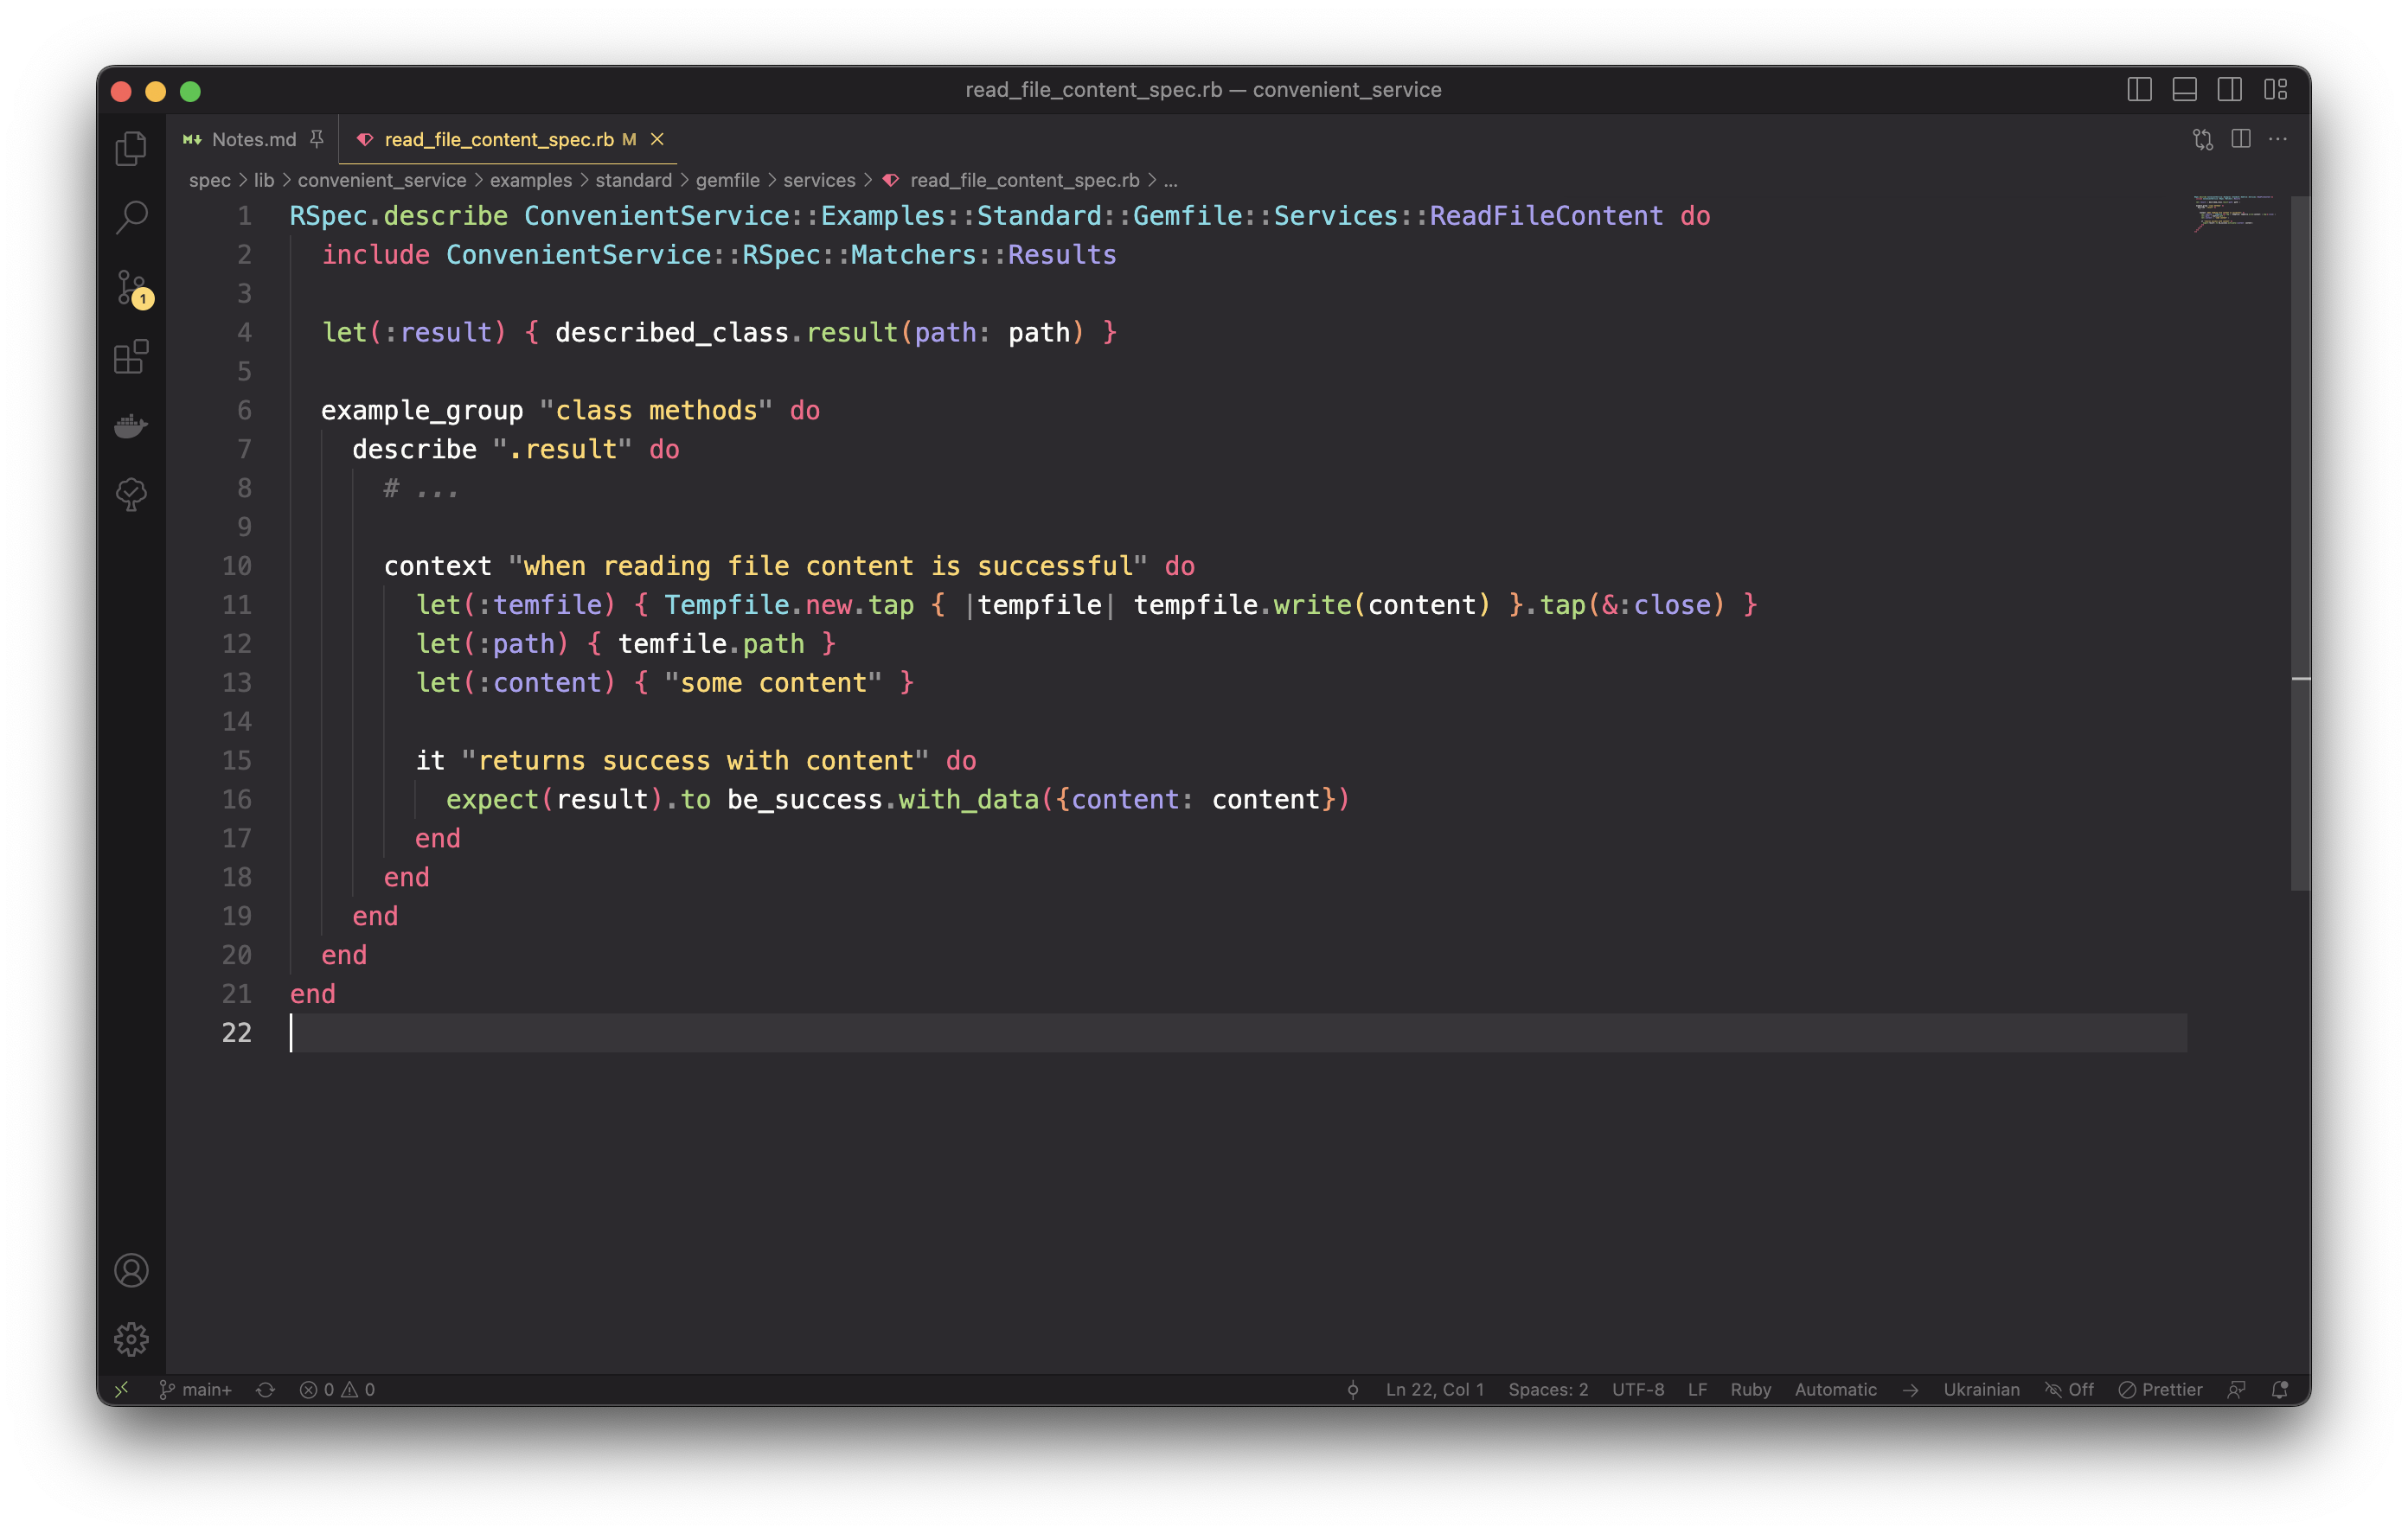 read_file_content_spec.rb — convenient_service
Notes.md
read_file_content_spec.rb M
spec > lib > convenient_service > examples > standard > gemfile > services > read_file_content_spec.rb > ...
1 RSpec.describe ConvenientService::Examples::Standard::Gemfile::Services::ReadFileContent do
2   include ConvenientService::RSpec::Matchers::Results
3
4   let(:result) { described_class.result(path: path) }
5
6   example_group "class methods" do
7     describe ".result" do
8       # ...
9
10       context "when reading file content is successful" do
11         let(:temfile) { Tempfile.new.tap { |tempfile| tempfile.write(content) }.tap(&:close) }
12         let(:path) { temfile.path }
13         let(:content) { "some content" }
14
15         it "returns success with content" do
16           expect(result).to be_success.with_data({content: content})
17         end
18       end
19     end
20   end
21 end
22
1
main+ 0 0 Ln 22, Col 1 Spaces: 2 UTF-8 LF Ruby Automatic Ukrainian Off Prettier